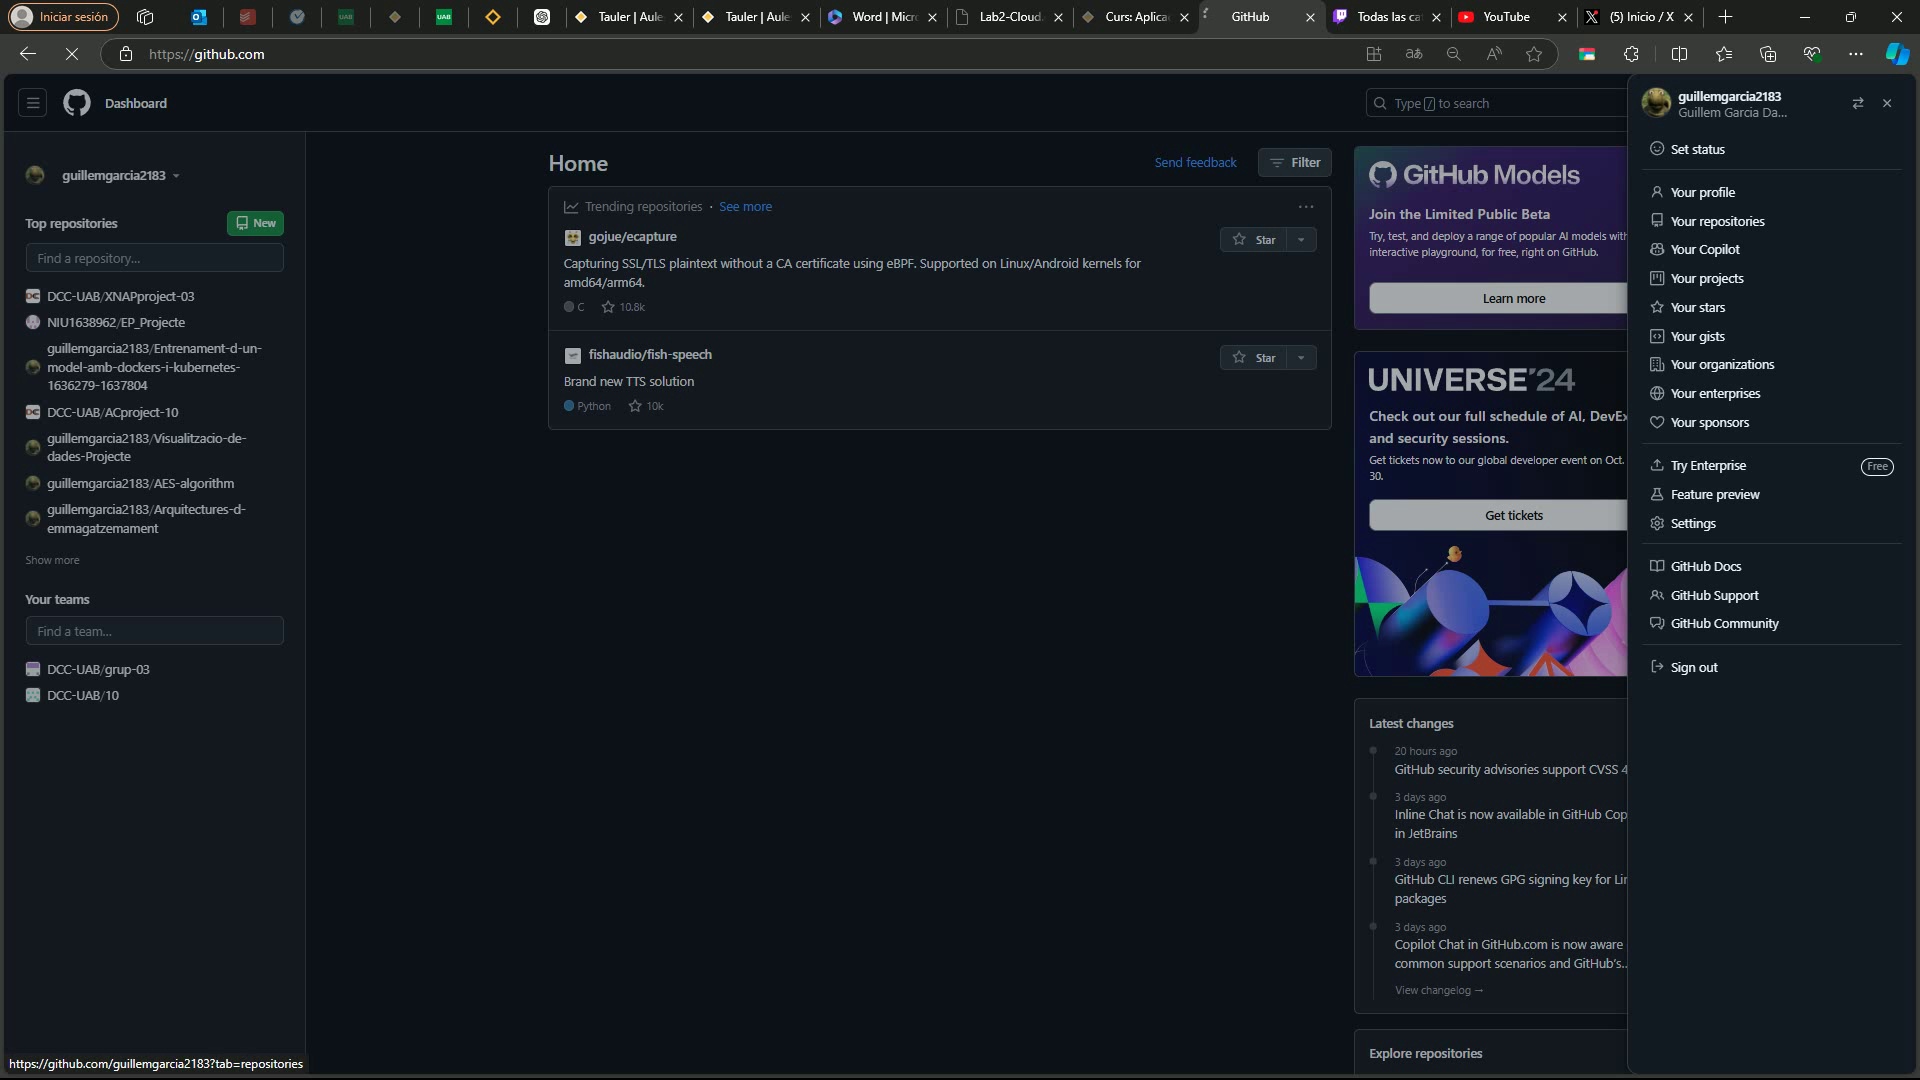 Iniciar sesión
UAB
UAB
Tauler | Aule
Tauler | Aule
Word | Micr
Lab2-Cloud.
Curs: Aplica
GitHub
Todas las ca
YouTube
(5) Inicio / X
https://github.com
Dashboard
Type / to search
guillemgarcia2183
Guillem Garcia Da...
Set status
Your profile
Your repositories
Your Copilot
Your projects
Your stars
Your gists
Your organizations
Your enterprises
Your sponsors
Try Enterprise
Free
Feature preview
Settings
GitHub Docs
GitHub Support
GitHub Community
Sign out
guillemgarcia2183
Top repositories
New
Find a repository...
DCC-UAB/XNAPproject-03
NIU1638962/EP_Projecte
guillemgarcia2183/Entrenament-d-un-
model-amb-dockers-i-kubernetes-
1636279-1637804
DCC-UAB/ACproject-10
guillemgarcia2183/Visualitzacio-de-
dades-Projecte
guillemgarcia2183/AES-algorithm
guillemgarcia2183/Arquitectures-d-
emmagatzemament
Show more
Your teams
Find a team...
DCC-UAB/grup-03
DCC-UAB/10
Home
Send feedback
Filter
Trending repositories · See more
gojue/ecapture
Star
Capturing SSL/TLS plaintext without a CA certificate using eBPF. Supported on Linux/Android kernels for
amd64/arm64.
C
10.8k
fishaudio/fish-speech
Star
Brand new TTS solution
Python
10k
GitHub Models
Join the Limited Public Beta
Try, test, and deploy a range of popular AI models with
interactive playground, for free, right on GitHub.
Learn more
UNIVERSE'24
Check out our full schedule of AI, DevEx
and security sessions.
Get tickets now to our global developer event on Oct.
30.
Get tickets
Latest changes
20 hours ago
GitHub security advisories support CVSS 4
3 days ago
Inline Chat is now available in GitHub Cop
in JetBrains
3 days ago
GitHub CLI renews GPG signing key for Lin
packages
3 days ago
Copilot Chat in GitHub.com is now aware
common support scenarios and GitHub's..
View changelog →
Explore repositories
https://github.com/guillemgarcia2183?tab=repositories